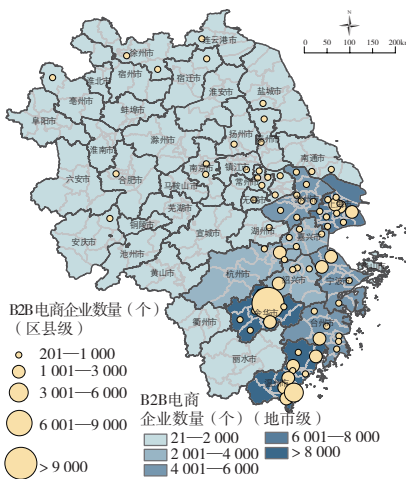 N
0 50 100 200km
连云港市
徐州市
淮北市
宿州市
宿迁市
亳州市
淮安市
盐城市
阜阳市
蚌埠市
扬州市
淮南市
滁州市
南京市
镇江市
南通市
六安市
合肥市
常州市
马鞍山市
芜湖市
铜陵市
宣城市
湖州市
嘉兴市
安庆市
池州市
黄山市
杭州市
绍兴市
宁波市
衢州市
金华市
台州市
丽水市
B2B电商企业数量（个）
（区县级）
201—1 000
1 001—3 000
3 001—6 000
6 001—9 000
> 9 000
B2B电商
企业数量（个）（地市级）
21—2 000
2 001—4 000
4 001—6 000
6 001—8 000
> 8 000